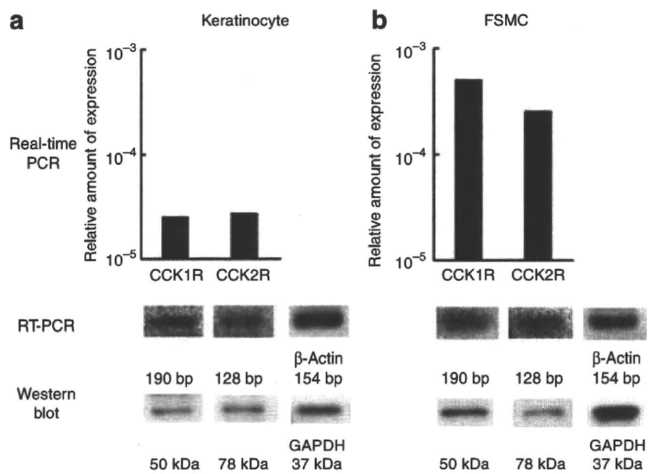 a Keratinocyte
b FSMC
Real-time
PCR
Relative amount of expression
10⁻³
10⁻⁴
10⁻⁵
CCK1R CCK2R
Relative amount of expression
10⁻³
10⁻⁴
10⁻⁵
CCK1R CCK2R
RT-PCR
β-Actin
190 bp 128 bp 154 bp
β-Actin
190 bp 128 bp 154 bp
Western
blot
GAPDH
50 kDa 78 kDa 37 kDa
GAPDH
50 kDa 78 kDa 37 kDa